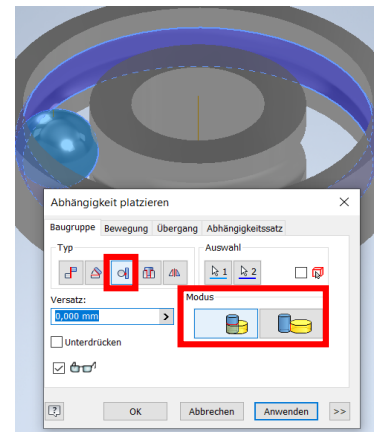 Abhängigkeit platzieren
Baugruppe Bewegung Übergang Abhängigkeitssatz
Typ Auswahl
1 2
Versatz: Modus
0,000 mm >
Unterdrücken
? OK Abbrechen Anwenden >>